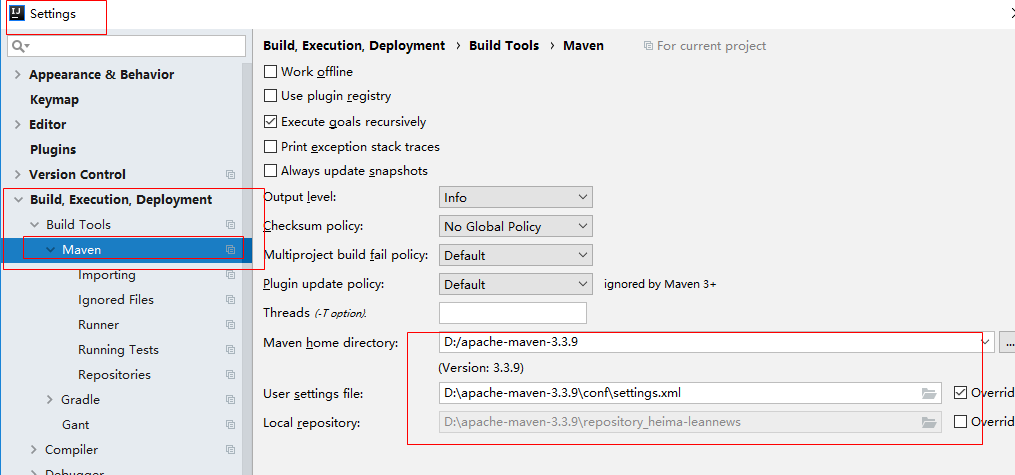 Settings
Appearance & Behavior
Keymap
Editor
Plugins
Version Control
Build, Execution, Deployment
Build Tools
Maven
Importing
Ignored Files
Runner
Running Tests
Repositories
Gradle
Gant
Compiler
Debugger
Build, Execution, Deployment › Build Tools › Maven For current project
Work offline
Use plugin registry
Execute goals recursively
Print exception stack traces
Always update snapshots
Output level: Info
Checksum policy: No Global Policy
Multiproject build fail policy: Default
Plugin update policy: Default ignored by Maven 3+
Threads (-T option).
Maven home directory: D:/apache-maven-3.3.9 ...
(Version: 3.3.9)
User settings file: D:\apache-maven-3.3.9\conf\settings.xml Overrid
Local repository: D:\apache-maven-3.3.9\repository_heima-leannews Overrid